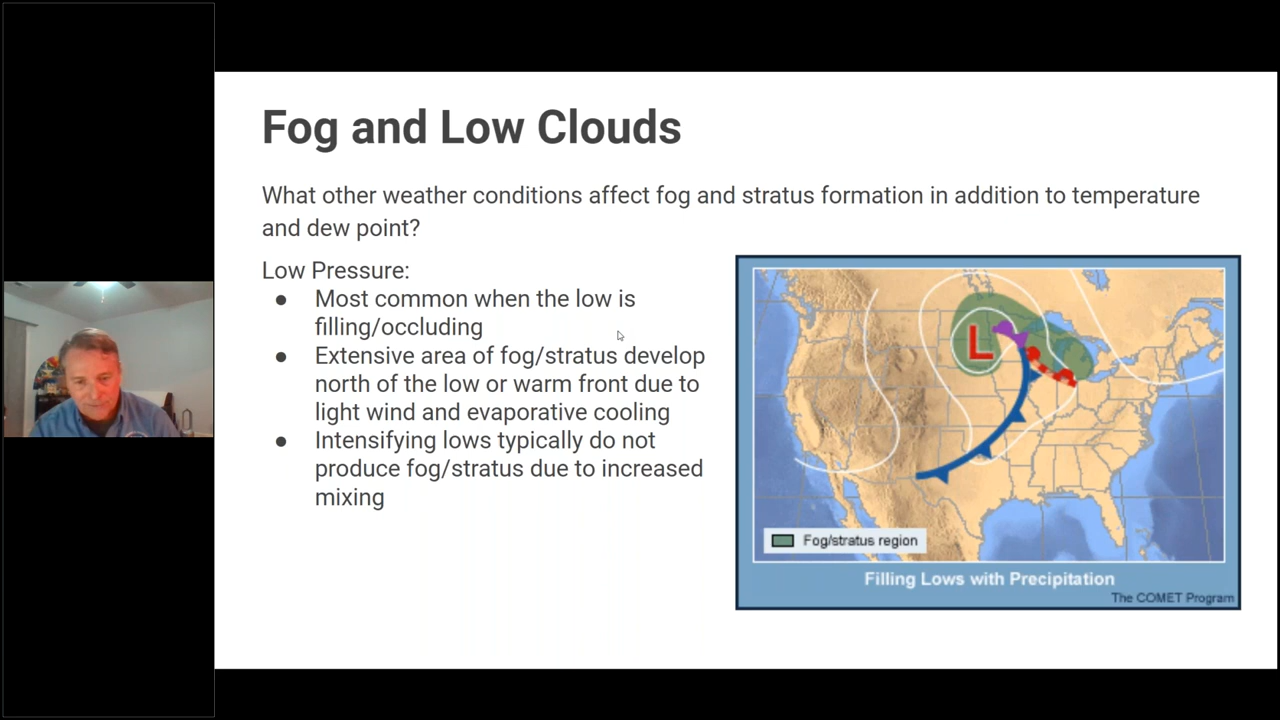 Fog and Low Clouds
What other weather conditions affect fog and stratus formation in addition to temperature
and dew point?
Low Pressure:
● Most common when the low is
filling/occluding
● Extensive area of fog/stratus develop
north of the low or warm front due to
light wind and evaporative cooling
● Intensifying lows typically do not
produce fog/stratus due to increased
mixing
L
Fog/stratus region
Filling Lows with Precipitation
The COMET Program